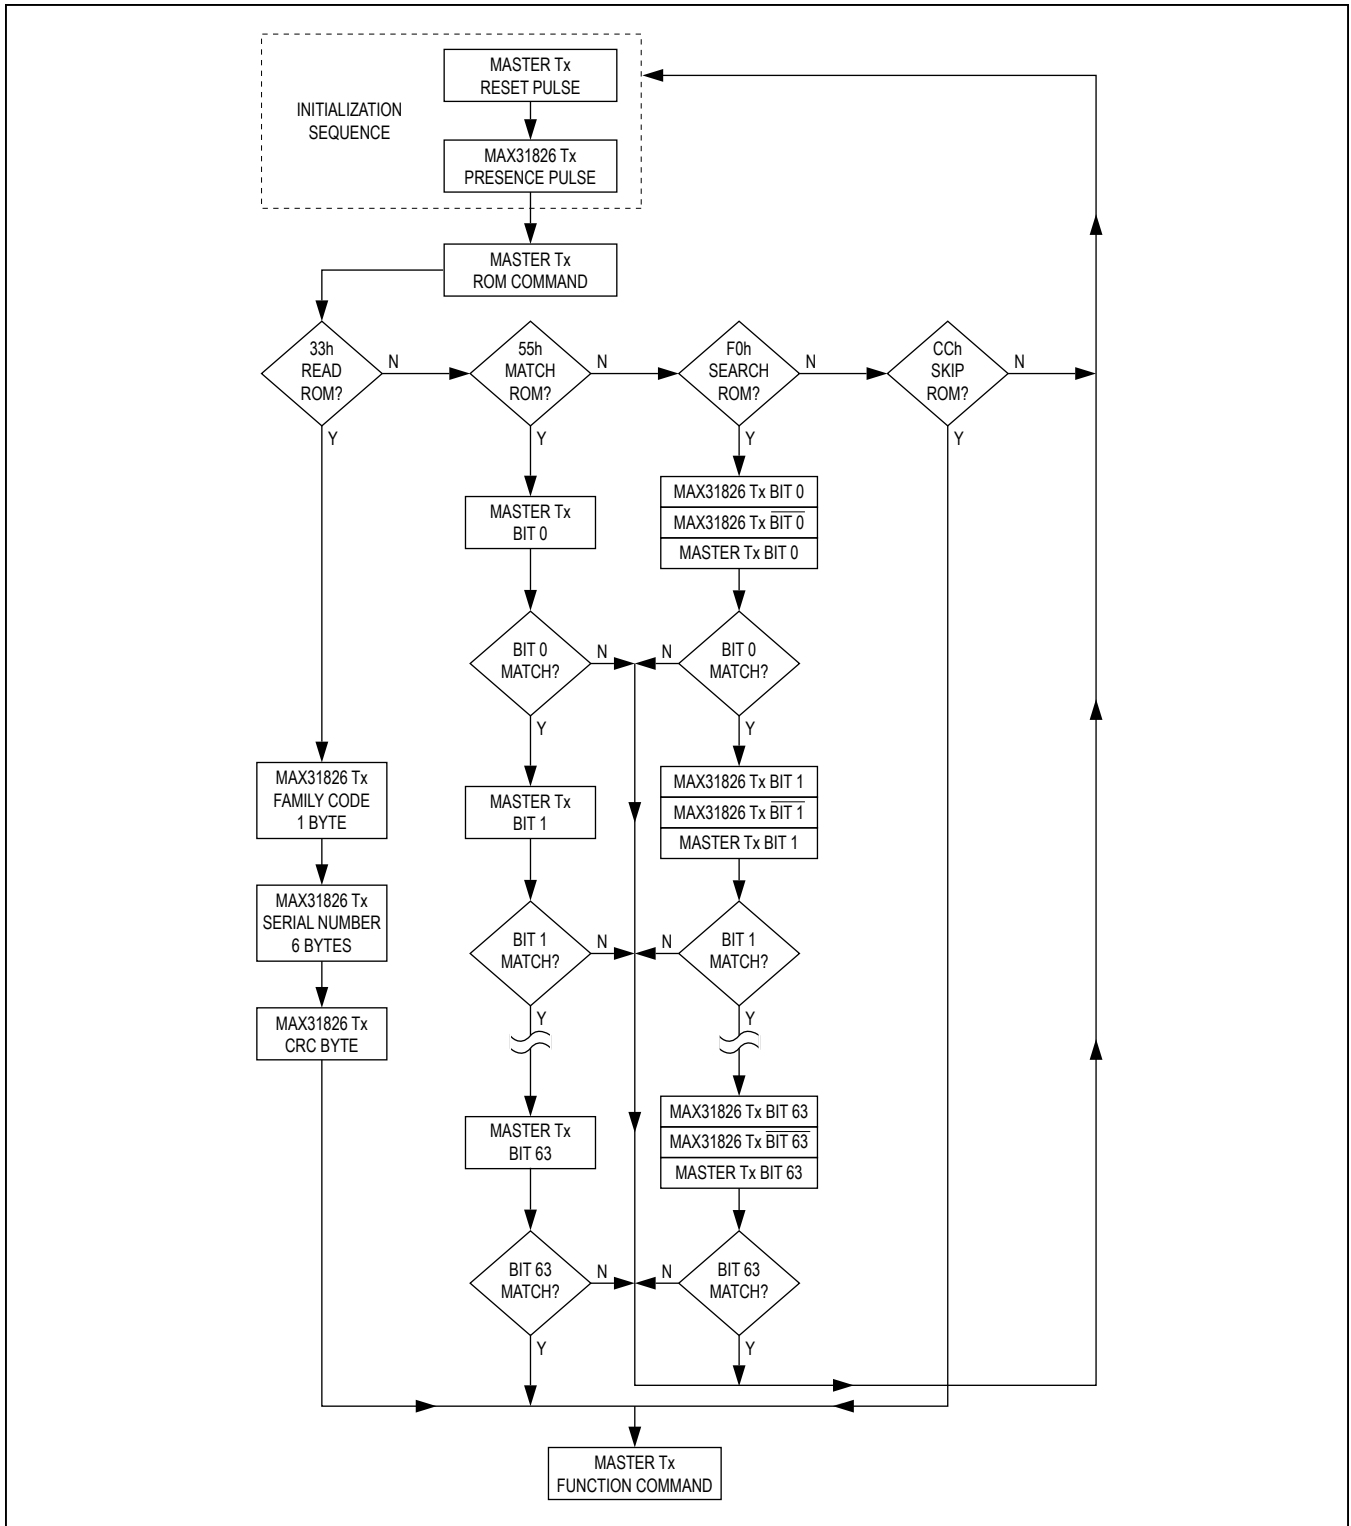 MASTER Tx
RESET PULSE
INITIALIZATION
SEQUENCE
MAX31826 Tx
PRESENCE PULSE
MASTER Tx
ROM COMMAND
33h
READ
ROM?
N
Y
55h
MATCH
ROM?
N
Y
F0h
SEARCH
ROM?
N
Y
CCh
SKIP
ROM?
N
Y
MASTER Tx
BIT 0
MAX31826 Tx BIT 0
MAX31826 Tx B̅I̅T̅ ̅0̅
MASTER Tx BIT 0
BIT 0
MATCH?
N
Y
N
BIT 0
MATCH?
Y
MAX31826 Tx
FAMILY CODE
1 BYTE
MASTER Tx
BIT 1
MAX31826 Tx BIT 1
MAX31826 Tx B̅I̅T̅ ̅1̅
MASTER Tx BIT 1
MAX31826 Tx
SERIAL NUMBER
6 BYTES
BIT 1
MATCH?
N
Y
N
BIT 1
MATCH?
Y
MAX31826 Tx
CRC BYTE
MASTER Tx
BIT 63
MAX31826 Tx BIT 63
MAX31826 Tx B̅I̅T̅ ̅6̅3̅
MASTER Tx BIT 63
BIT 63
MATCH?
N
Y
N
BIT 63
MATCH?
Y
MASTER Tx
FUNCTION COMMAND